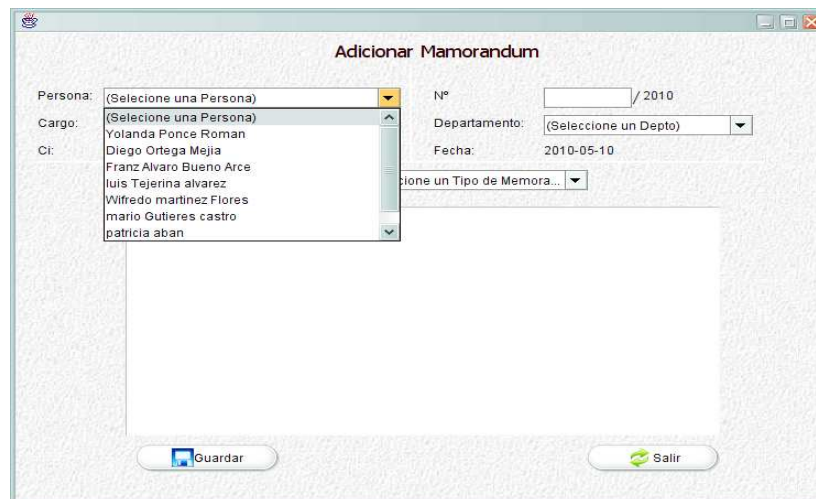 Adicionar Mamorandum
Persona: (Selecione una Persona) Nº / 2010
(Selecione una Persona)
Cargo: Departamento: (Seleccione un Depto)
Yolanda Ponce Roman
Diego Ortega Mejia
Ci: Fecha: 2010-05-10
Franz Alvaro Bueno Arce
luis Tejerina alvarez
un Tipo de Memora...
Wifredo martinez Flores
mario Gutieres castro
patricia aban
Guardar Salir